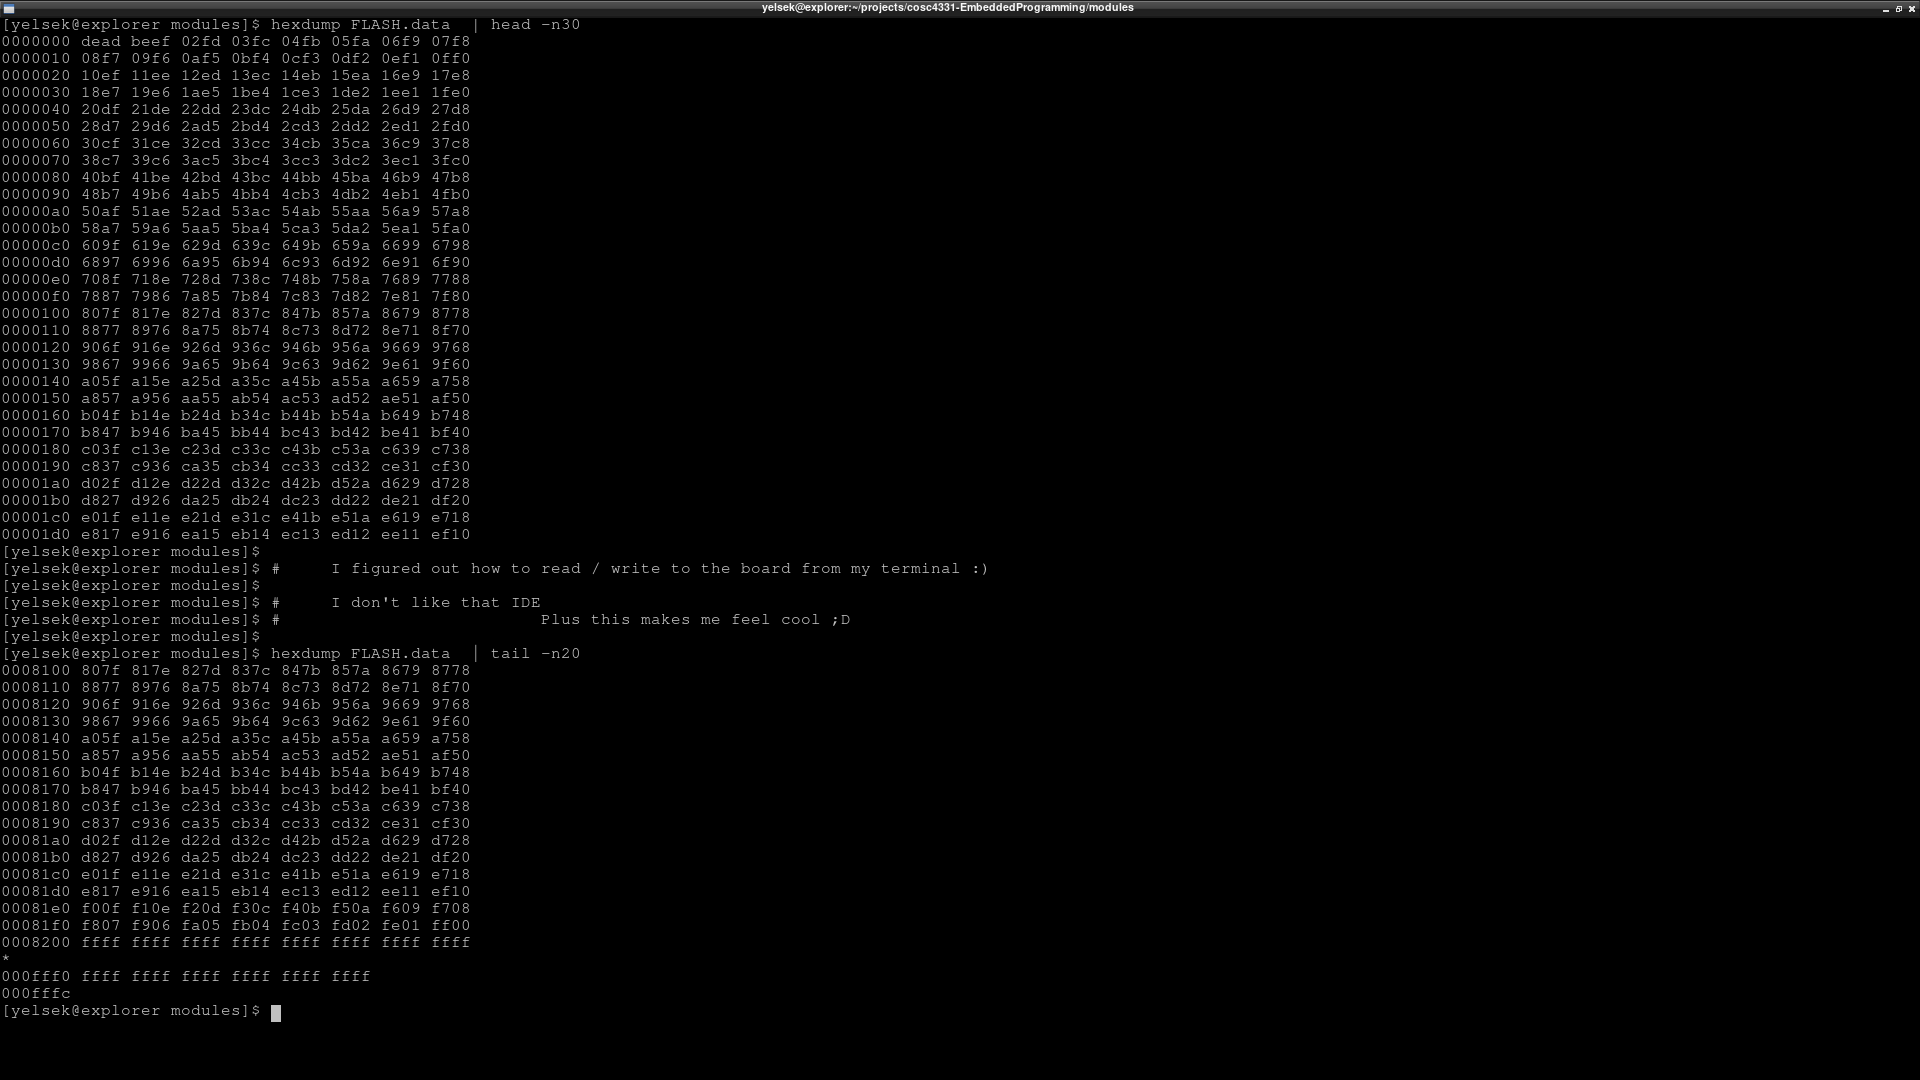 yelsek@explorer:~/projects/cosc4331-EmbeddedProgramming/modules
[yelsek@explorer modules]$ hexdump FLASH.data  | head -n30
0000000 dead beef 02fd 03fc 04fb 05fa 06f9 07f8
0000010 08f7 09f6 0af5 0bf4 0cf3 0df2 0ef1 0ff0
0000020 10ef 11ee 12ed 13ec 14eb 15ea 16e9 17e8
0000030 18e7 19e6 1ae5 1be4 1ce3 1de2 1ee1 1fe0
0000040 20df 21de 22dd 23dc 24db 25da 26d9 27d8
0000050 28d7 29d6 2ad5 2bd4 2cd3 2dd2 2ed1 2fd0
0000060 30cf 31ce 32cd 33cc 34cb 35ca 36c9 37c8
0000070 38c7 39c6 3ac5 3bc4 3cc3 3dc2 3ec1 3fc0
0000080 40bf 41be 42bd 43bc 44bb 45ba 46b9 47b8
0000090 48b7 49b6 4ab5 4bb4 4cb3 4db2 4eb1 4fb0
00000a0 50af 51ae 52ad 53ac 54ab 55aa 56a9 57a8
00000b0 58a7 59a6 5aa5 5ba4 5ca3 5da2 5ea1 5fa0
00000c0 609f 619e 629d 639c 649b 659a 6699 6798
00000d0 6897 6996 6a95 6b94 6c93 6d92 6e91 6f90
00000e0 708f 718e 728d 738c 748b 758a 7689 7788
00000f0 7887 7986 7a85 7b84 7c83 7d82 7e81 7f80
0000100 807f 817e 827d 837c 847b 857a 8679 8778
0000110 8877 8976 8a75 8b74 8c73 8d72 8e71 8f70
0000120 906f 916e 926d 936c 946b 956a 9669 9768
0000130 9867 9966 9a65 9b64 9c63 9d62 9e61 9f60
0000140 a05f a15e a25d a35c a45b a55a a659 a758
0000150 a857 a956 aa55 ab54 ac53 ad52 ae51 af50
0000160 b04f b14e b24d b34c b44b b54a b649 b748
0000170 b847 b946 ba45 bb44 bc43 bd42 be41 bf40
0000180 c03f c13e c23d c33c c43b c53a c639 c738
0000190 c837 c936 ca35 cb34 cc33 cd32 ce31 cf30
00001a0 d02f d12e d22d d32c d42b d52a d629 d728
00001b0 d827 d926 da25 db24 dc23 dd22 de21 df20
00001c0 e01f e11e e21d e31c e41b e51a e619 e718
00001d0 e817 e916 ea15 eb14 ec13 ed12 ee11 ef10
[yelsek@explorer modules]$
[yelsek@explorer modules]$ #     I figured out how to read / write to the board from my terminal :)
[yelsek@explorer modules]$
[yelsek@explorer modules]$ #     I don't like that IDE
[yelsek@explorer modules]$ #                          Plus this makes me feel cool ;D
[yelsek@explorer modules]$
[yelsek@explorer modules]$ hexdump FLASH.data  | tail -n20
0008100 807f 817e 827d 837c 847b 857a 8679 8778
0008110 8877 8976 8a75 8b74 8c73 8d72 8e71 8f70
0008120 906f 916e 926d 936c 946b 956a 9669 9768
0008130 9867 9966 9a65 9b64 9c63 9d62 9e61 9f60
0008140 a05f a15e a25d a35c a45b a55a a659 a758
0008150 a857 a956 aa55 ab54 ac53 ad52 ae51 af50
0008160 b04f b14e b24d b34c b44b b54a b649 b748
0008170 b847 b946 ba45 bb44 bc43 bd42 be41 bf40
0008180 c03f c13e c23d c33c c43b c53a c639 c738
0008190 c837 c936 ca35 cb34 cc33 cd32 ce31 cf30
00081a0 d02f d12e d22d d32c d42b d52a d629 d728
00081b0 d827 d926 da25 db24 dc23 dd22 de21 df20
00081c0 e01f e11e e21d e31c e41b e51a e619 e718
00081d0 e817 e916 ea15 eb14 ec13 ed12 ee11 ef10
00081e0 f00f f10e f20d f30c f40b f50a f609 f708
00081f0 f807 f906 fa05 fb04 fc03 fd02 fe01 ff00
0008200 ffff ffff ffff ffff ffff ffff ffff ffff
*
000fff0 ffff ffff ffff ffff ffff ffff
000fffc
[yelsek@explorer modules]$